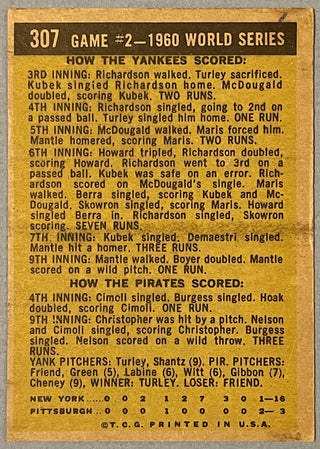 307 GAME #2—1960 WORLD SERIES
HOW THE YANKEES SCORED:
3RD INNING: Richardson walked. Turley sacrificed.
Kubek singled Richardson home. McDougald
doubled, scoring Kubek. TWO RUNS.
4TH INNING: Richardson singled, going to 2nd on
a passed ball. Turley singled him home. ONE RUN.
5TH INNING: McDougald walked. Maris forced him.
Mantle homered, scoring Maris. TWO RUNS.
6TH INNING: Howard tripled, Richardson doubled,
scoring Howard. Richardson went to 3rd on a
passed ball. Kubek was safe on an error. Rich-
ardson scored on McDougald's single. Maris
walked. Berra singled, scoring Kubek and Mc-
Dougald. Skowron singled, scoring Maris. Howard
singled Berra in. Richardson singled, Skowron
scoring. SEVEN RUNS.
7TH INNING: Kubek singled. Demaestri singled.
Mantle hit a homer. THREE RUNS.
9TH INNING: Mantle walked. Boyer doubled. Mantle
scored on a wild pitch. ONE RUN.
HOW THE PIRATES SCORED:
4TH INNING: Cimoli singled. Burgess singled. Hoak
doubled, scoring Cimoli. ONE RUN.
9TH INNING: Christopher was hit by a pitch. Nelson
and Cimoli singled, scoring Christopher. Burgess
singled. Nelson scored on a wild throw. THREE
RUNS.
YANK PITCHERS: Turley, Shantz (9). PIR. PITCHERS:
Friend, Green (5), Labine (6), Witt (6), Gibbon (7),
Cheney (9), WINNER: TURLEY. LOSER: FRIEND.
NEW YORK ..... 0 0 2 1 2 7 3 0 1—16
PITTSBURGH ... 0 0 0 1 0 0 0 0 2— 3
©T.C.G. PRINTED IN U.S.A.